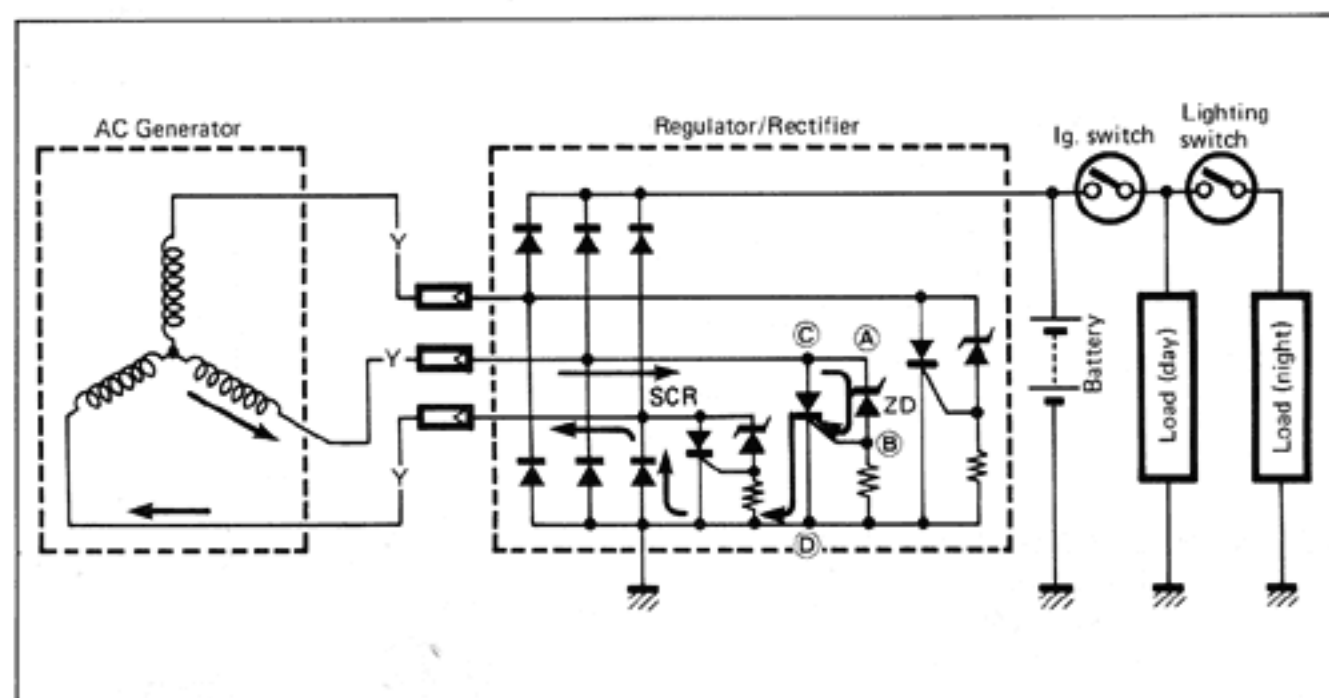 AC Generator
Regulator/Rectifier
Ig. switch
Lighting
switch
Y
Y
Y
SCR
C
A
ZD
B
D
Battery
Load (day)
Load (night)